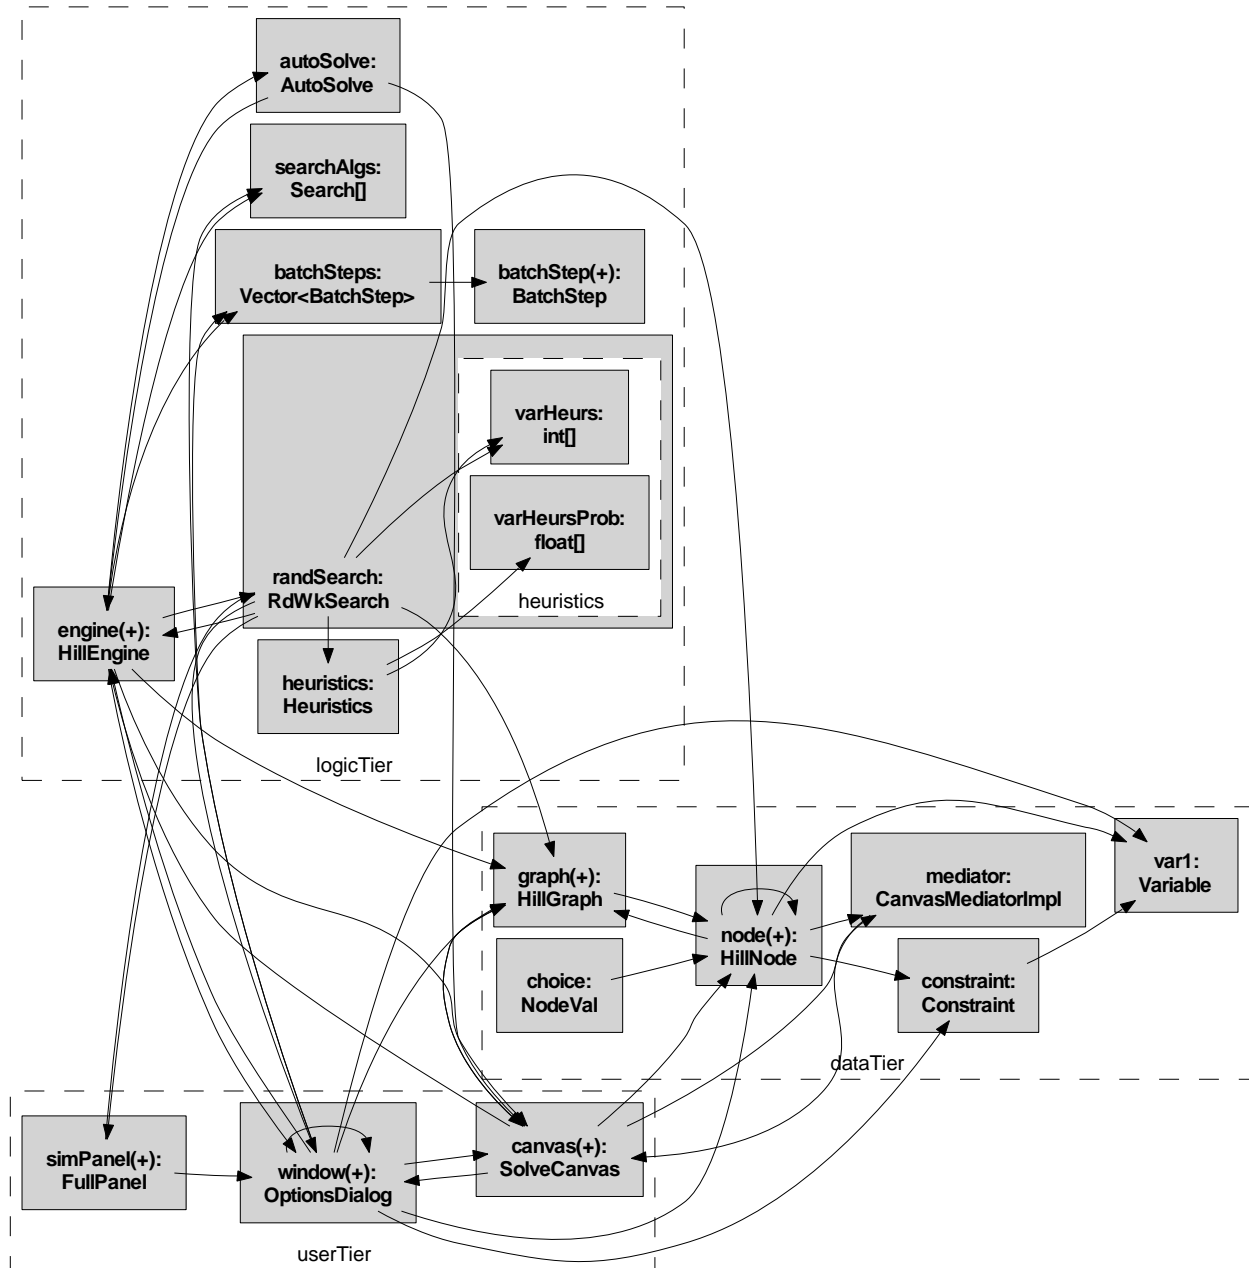 autoSolve:
AutoSolve
searchAlgs:
Search[]
batchSteps:
Vector<BatchStep>
batchStep(+):
BatchStep
varHeurs:
int[]
varHeursProb:
float[]
heuristics
randSearch:
RdWkSearch
engine(+):
HillEngine
heuristics:
Heuristics
logicTier
graph(+):
HillGraph
node(+):
HillNode
mediator:
CanvasMediatorImpl
var1:
Variable
choice:
NodeVal
constraint:
Constraint
dataTier
simPanel(+):
FullPanel
window(+):
OptionsDialog
canvas(+):
SolveCanvas
userTier